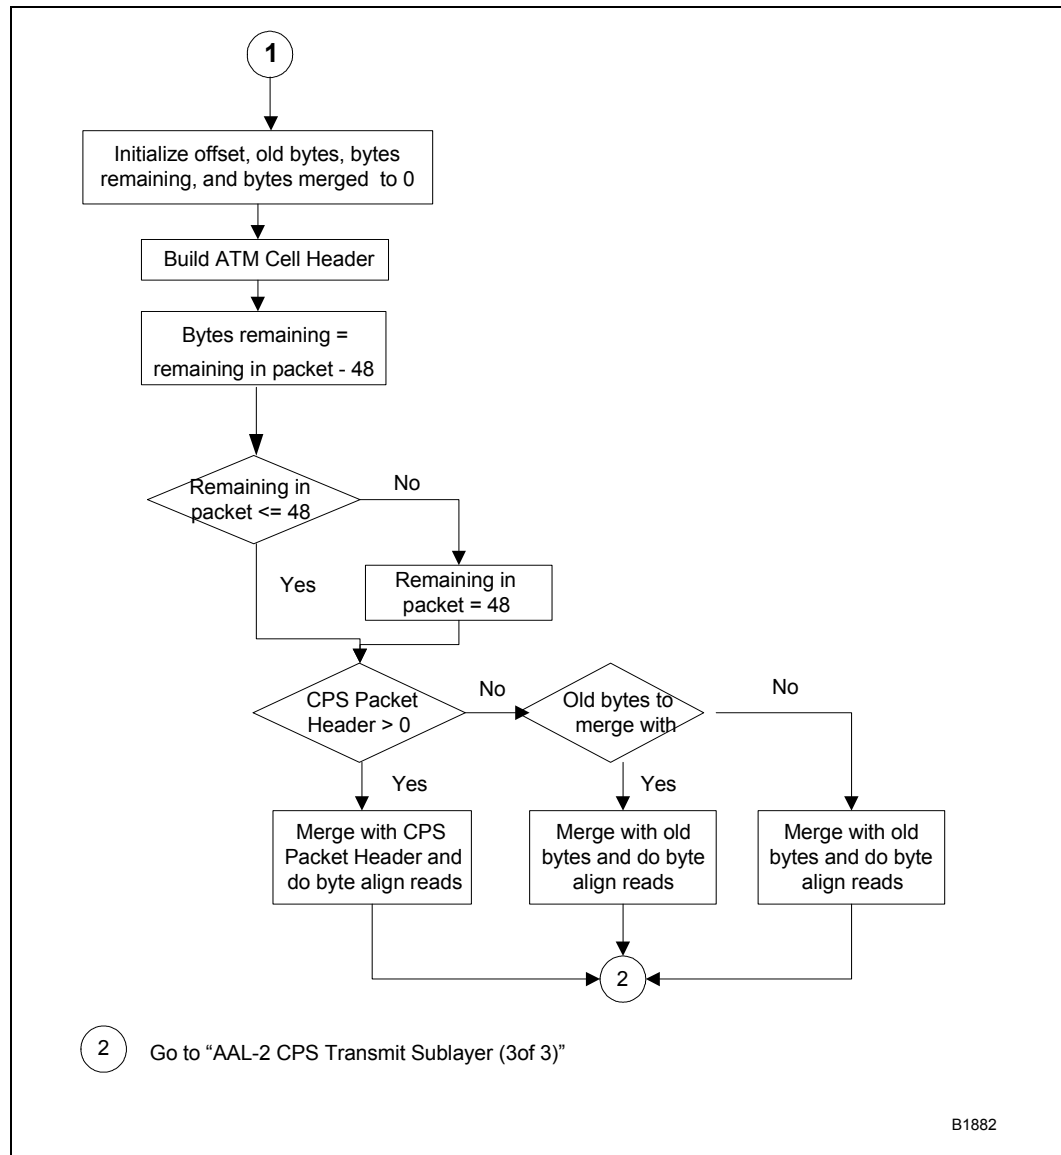 1
Initialize offset, old bytes, bytes
remaining, and bytes merged to 0
Build ATM Cell Header
Bytes remaining =
remaining in packet - 48
Remaining in
packet <= 48
No
Yes
Remaining in
packet = 48
CPS Packet
Header > 0
No
Old bytes to
merge with
No
Yes
Yes
Merge with CPS
Packet Header and
do byte align reads
Merge with old
bytes and do byte
align reads
Merge with old
bytes and do byte
align reads
2
2
Go to “AAL-2 CPS Transmit Sublayer (3of 3)”
B1882